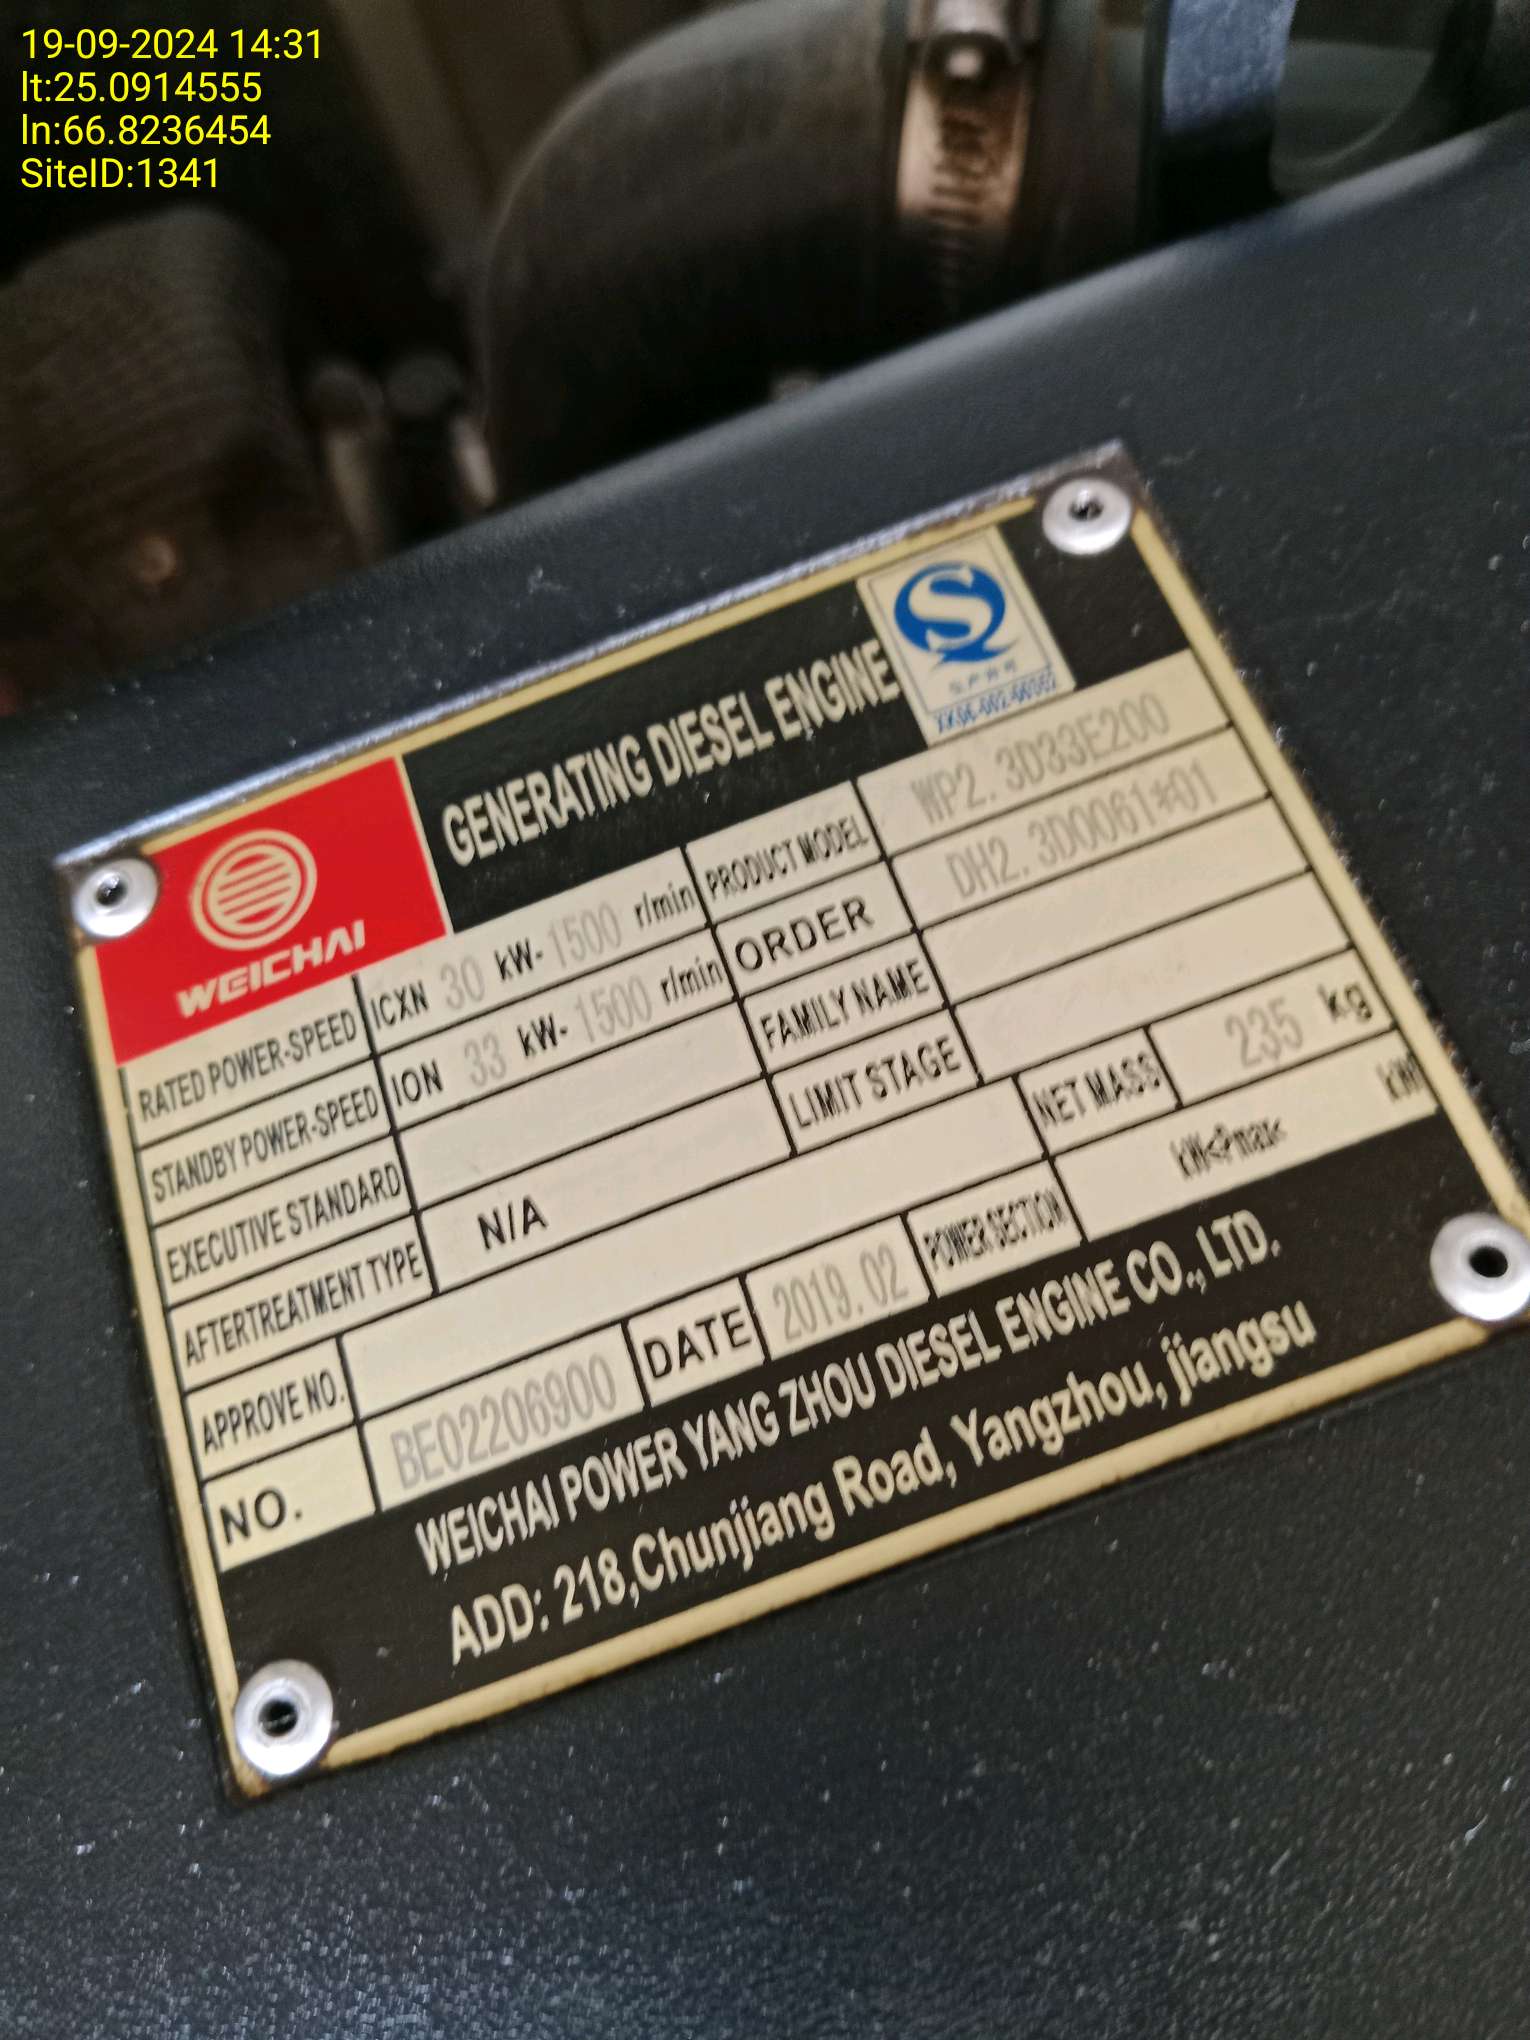 19-09-2024 14:31
lt:25.0914555
ln:66.8236454
SiteID:1341
WEICHAI
GENERATING DIESEL ENGINE
RATED POWER-SPEED ICXN 30 kW- 1500 r/min PRODUCT MODEL WP2.3D33E200
STANDBY POWER-SPEED ION 33 kW- 1500 r/min ORDER DH2.3D0061*01
EXECUTIVE STANDARD FAMILY NAME
AFTERTREATMENT TYPE N/A LIMIT STAGE
APPROVE NO. NET MASS 235 kg
NO. BE02206900 DATE 2019.02 POWER SECTION kW<Pmax<
WEICHAI POWER YANG ZHOU DIESEL ENGINE CO., LTD.
ADD: 218,Chunjiang Road, Yangzhou, jiangsu